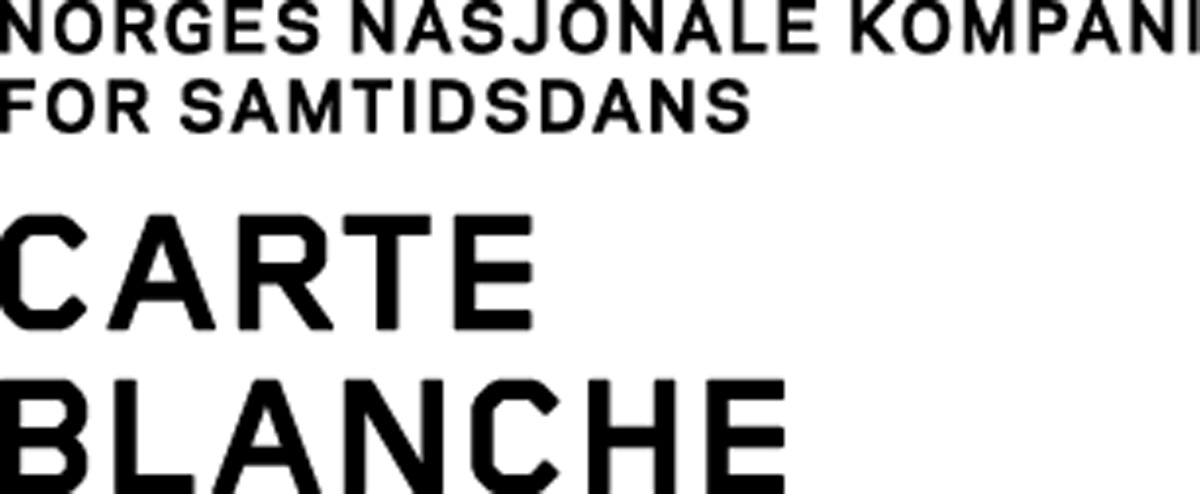 NORGES NASJONALE KOMPANI
FOR SAMTIDSDANS
CARTE
BLANCHE